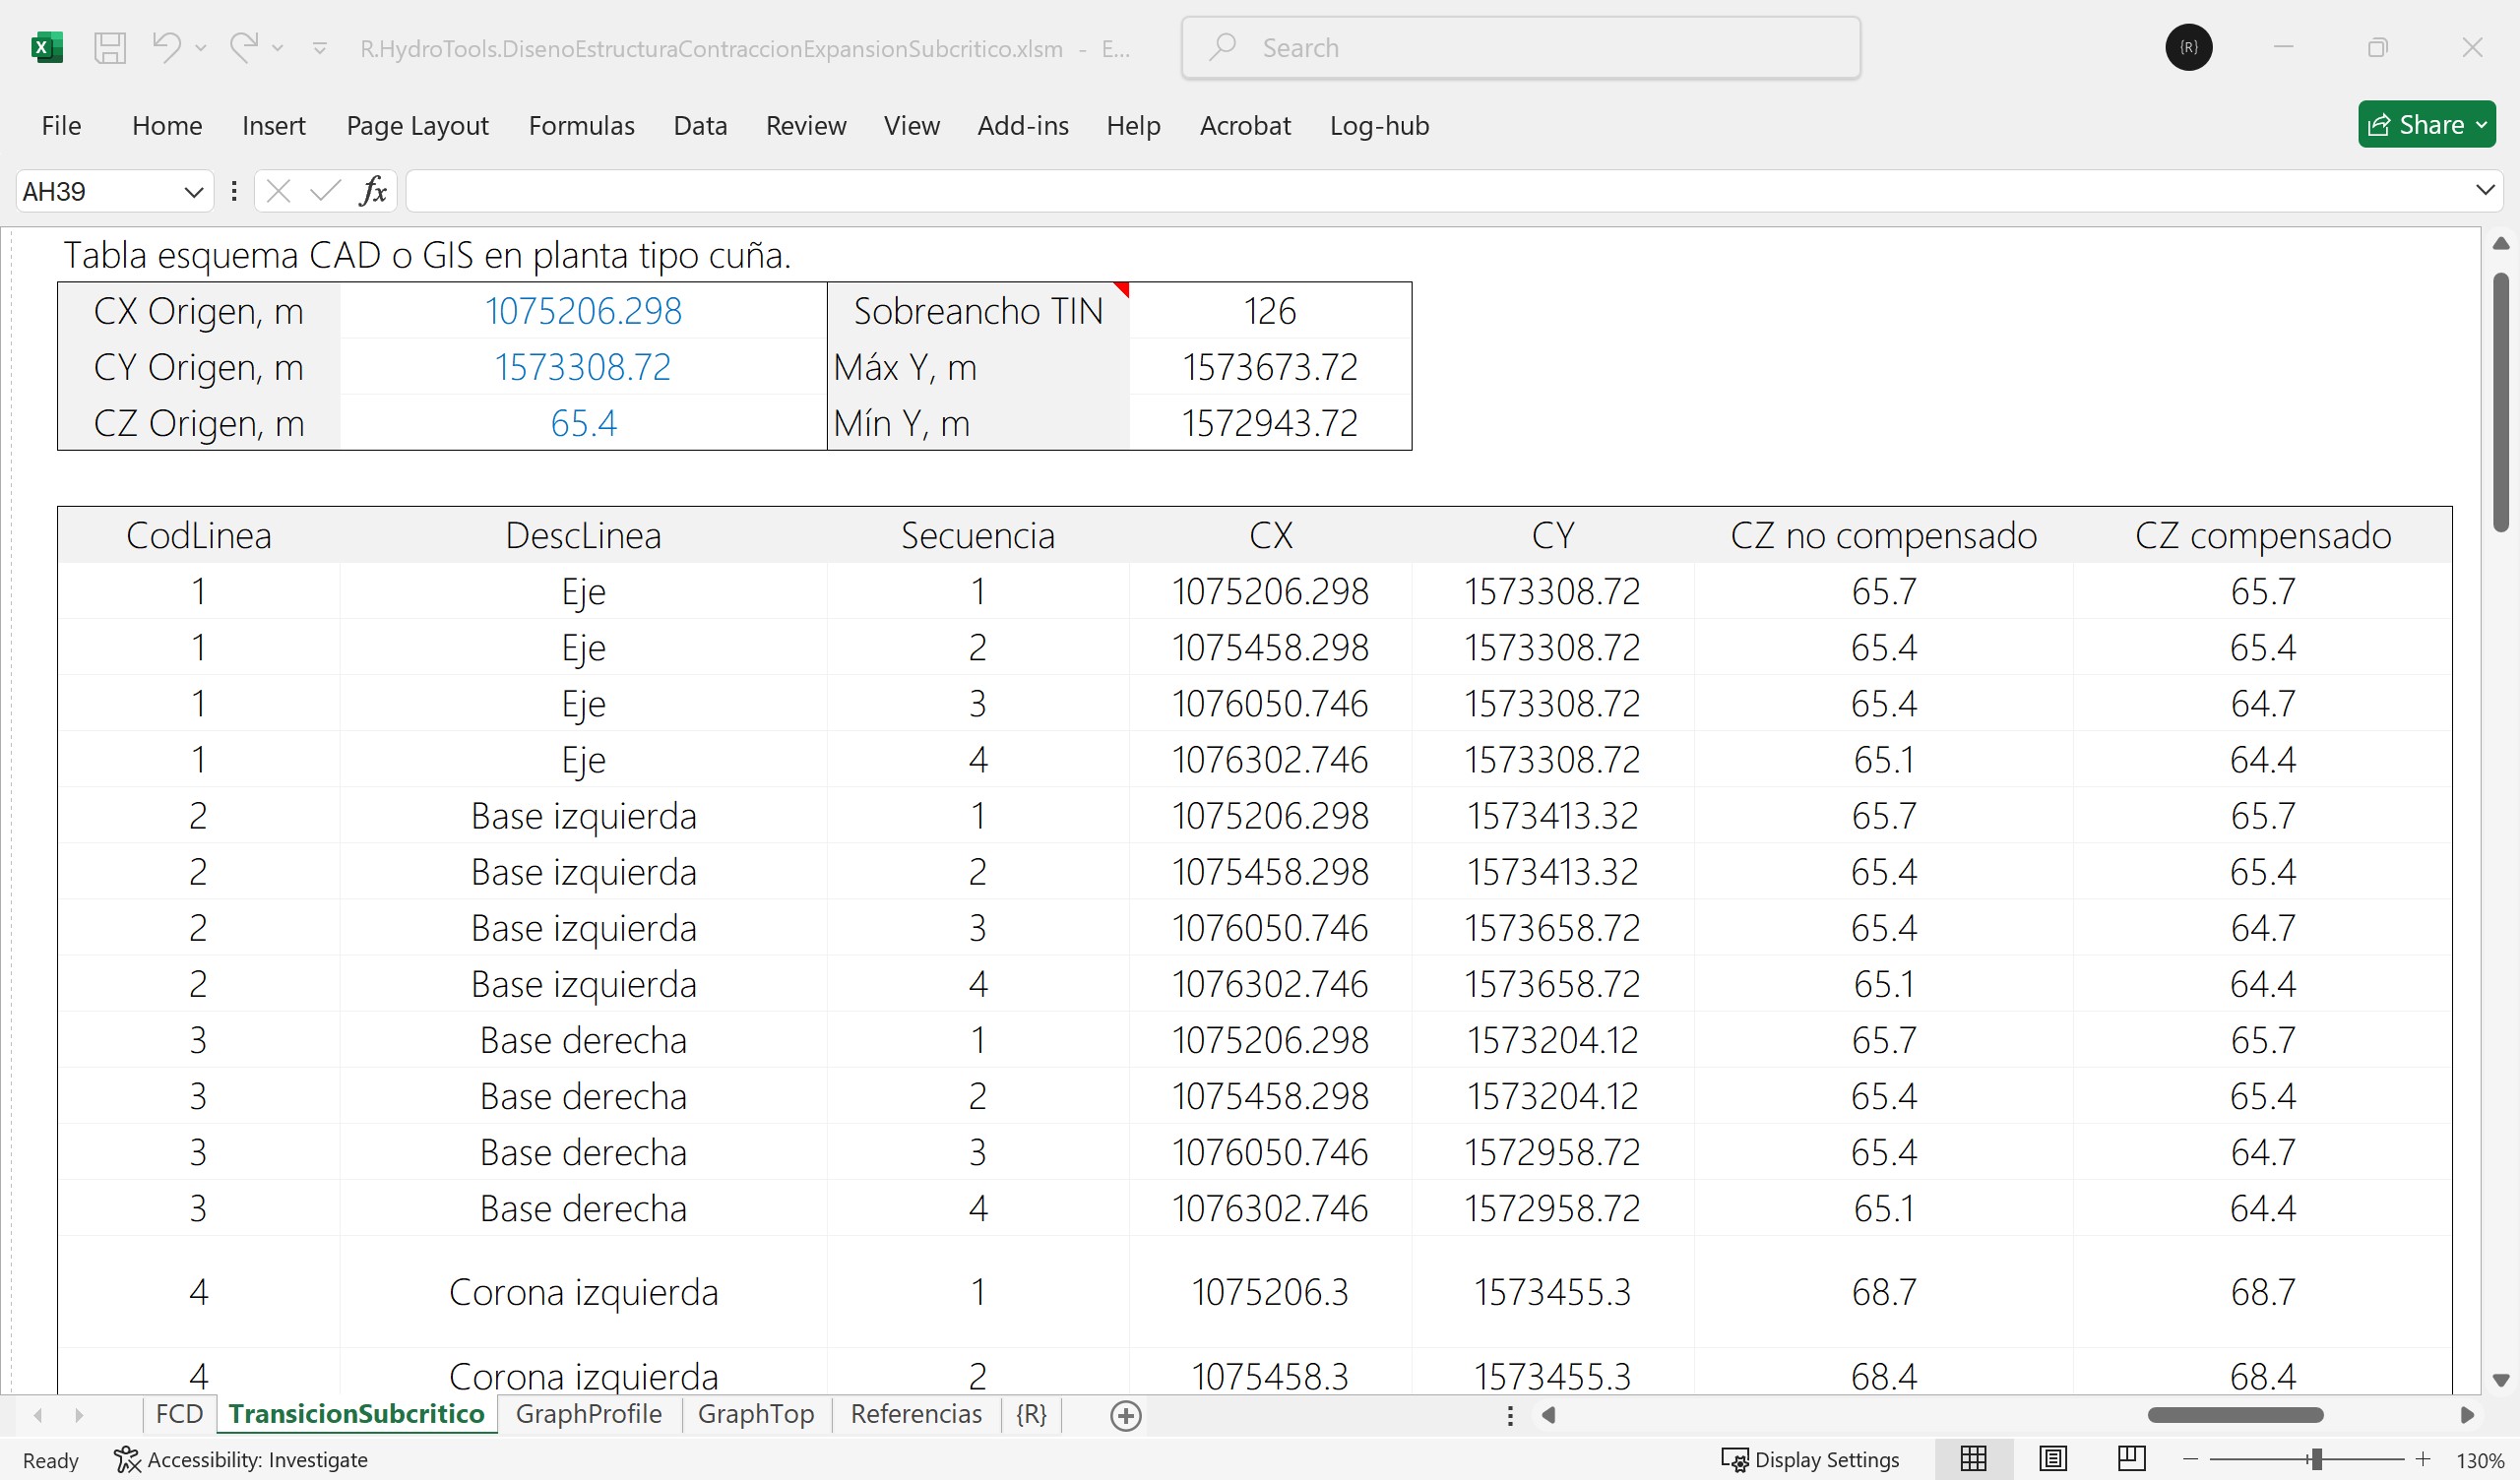 R.HydroTools.DisenoEstructuraContraccionExpansionSubcritico.xlsm - E...
Search
{R}
File Home Insert Page Layout Formulas Data Review View Add-ins Help Acrobat Log-hub
Share
AH39
fx
Tabla esquema CAD o GIS en planta tipo cuña.
CX Origen, m 1075206.298 Sobreancho TIN 126
CY Origen, m 1573308.72 Máx Y, m 1573673.72
CZ Origen, m 65.4 Mín Y, m 1572943.72
CodLinea DescLinea Secuencia CX CY CZ no compensado CZ compensado
1 Eje 1 1075206.298 1573308.72 65.7 65.7
1 Eje 2 1075458.298 1573308.72 65.4 65.4
1 Eje 3 1076050.746 1573308.72 65.4 64.7
1 Eje 4 1076302.746 1573308.72 65.1 64.4
2 Base izquierda 1 1075206.298 1573413.32 65.7 65.7
2 Base izquierda 2 1075458.298 1573413.32 65.4 65.4
2 Base izquierda 3 1076050.746 1573658.72 65.4 64.7
2 Base izquierda 4 1076302.746 1573658.72 65.1 64.4
3 Base derecha 1 1075206.298 1573204.12 65.7 65.7
3 Base derecha 2 1075458.298 1573204.12 65.4 65.4
3 Base derecha 3 1076050.746 1572958.72 65.4 64.7
3 Base derecha 4 1076302.746 1572958.72 65.1 64.4
4 Corona izquierda 1 1075206.3 1573455.3 68.7 68.7
4 Corona izquierda 2 1075458.3 1573455.3 68.4 68.4
FCD TransicionSubcritico GraphProfile GraphTop Referencias {R}
Ready Accessibility: Investigate Display Settings 130%